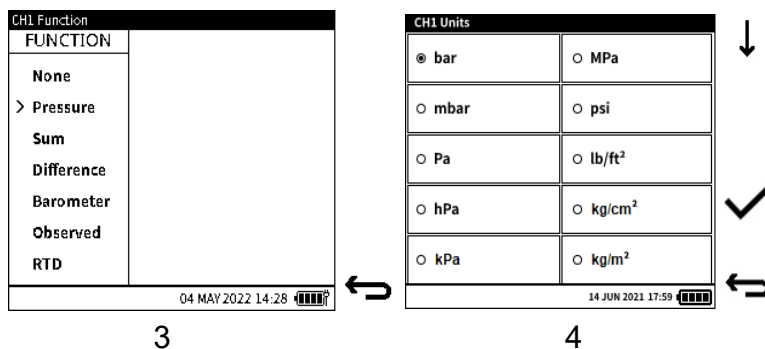 CH1 Function
FUNCTION
None
> Pressure
Sum
Difference
Barometer
Observed
RTD
04 MAY 2022 14:28
3
CH1 Units
bar
MPa
mbar
psi
Pa
lb/ft²
hPa
kg/cm²
kPa
kg/m²
14 JUN 2021 17:59
4